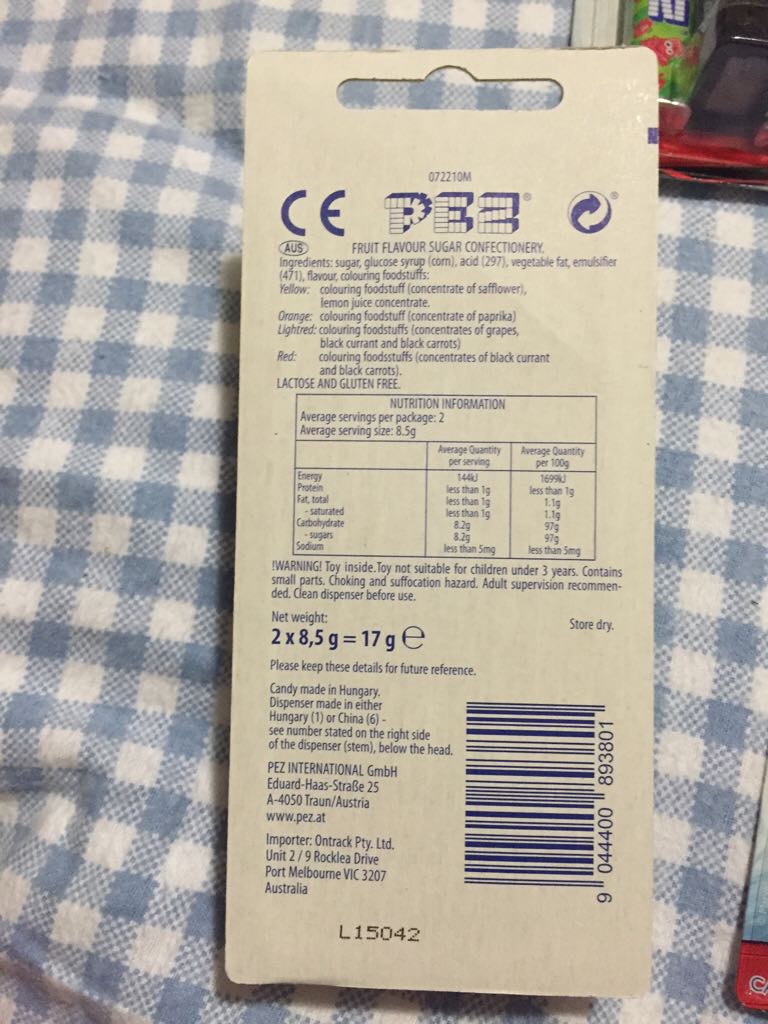 072210M
CE PEZ®
®
AUS FRUIT FLAVOUR SUGAR CONFECTIONERY.
Ingredients: sugar, glucose syrup (corn), acid (297), vegetable fat, emulsifier
(471), flavour, colouring foodstuffs:
Yellow: colouring foodstuff (concentrate of safflower),
lemon juice concentrate.
Orange: colouring foodstuff (concentrate of paprika)
Lightred: colouring foodstuffs (concentrates of grapes,
black currant and black carrots)
Red: colouring foodsstuffs (concentrates of black currant
and black carrots).
LACTOSE AND GLUTEN FREE.
NUTRITION INFORMATION
Average servings per package: 2
Average serving size: 8.5g
Average Quantity Average Quantity
per serving per 100g
Energy 144kJ 1699kJ
Protein less than 1g less than 1g
Fat, total less than 1g 1.1g
- saturated less than 1g 1.1g
Carbohydrate 8.2g 97g
- sugars 8.2g 97g
Sodium less than 5mg less than 5mg
!WARNING! Toy inside.Toy not suitable for children under 3 years. Contains
small parts. Choking and suffocation hazard. Adult supervision recommen-
ded. Clean dispenser before use.
Net weight: Store dry.
2 x 8,5 g = 17 g e
Please keep these details for future reference.
Candy made in Hungary.
Dispenser made in either
Hungary (1) or China (6) -
see number stated on the right side
of the dispenser (stem), below the head.
PEZ INTERNATIONAL GmbH
Eduard-Haas-Straße 25
A-4050 Traun/Austria
www.pez.at
Importer: Ontrack Pty. Ltd.
Unit 2 / 9 Rocklea Drive
Port Melbourne VIC 3207
Australia
9 044400 893801
L15042